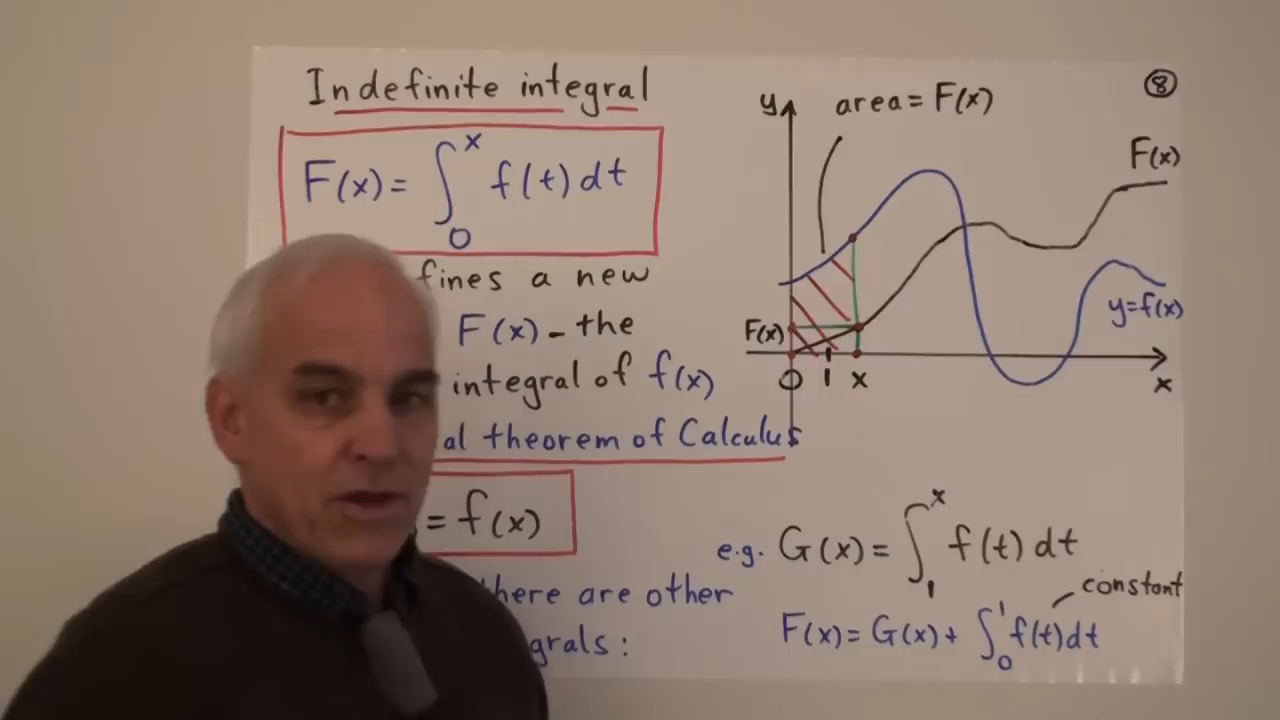 Indefinite integral
F(x) = ∫₀ˣ f(t) dt
fines a new
F(x) - the
integral of f(x)
al theorem of Calculus
= f(x)
here are other
grals:
⑧
y
area = F(x)
F(x)
y=f(x)
F(x)
0 1 x
x
e.g. G(x) = ∫₁ˣ f(t) dt
constant
F(x) = G(x) + ∫₀¹ f(t) dt